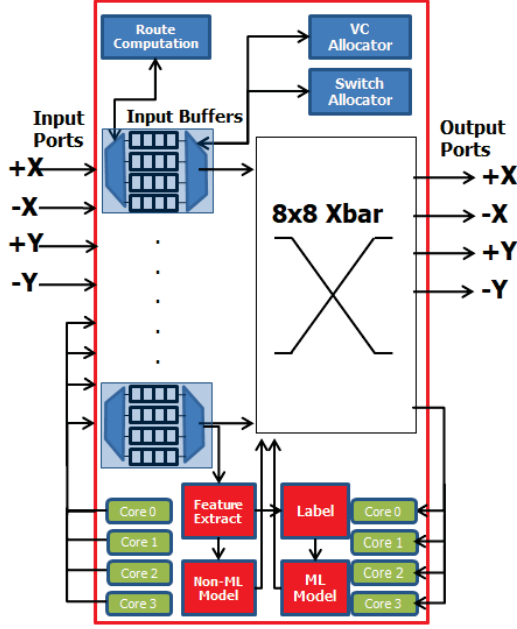 Route
Computation
VC
Allocator
Switch
Allocator
Input
Ports
Input Buffers
Output
Ports
+X
-X
+Y
-Y
8x8 Xbar
+X
-X
+Y
-Y
Feature
Extract
Label
Non-ML
Model
ML
Model
Core 0
Core 1
Core 2
Core 3
Core 0
Core 1
Core 2
Core 3